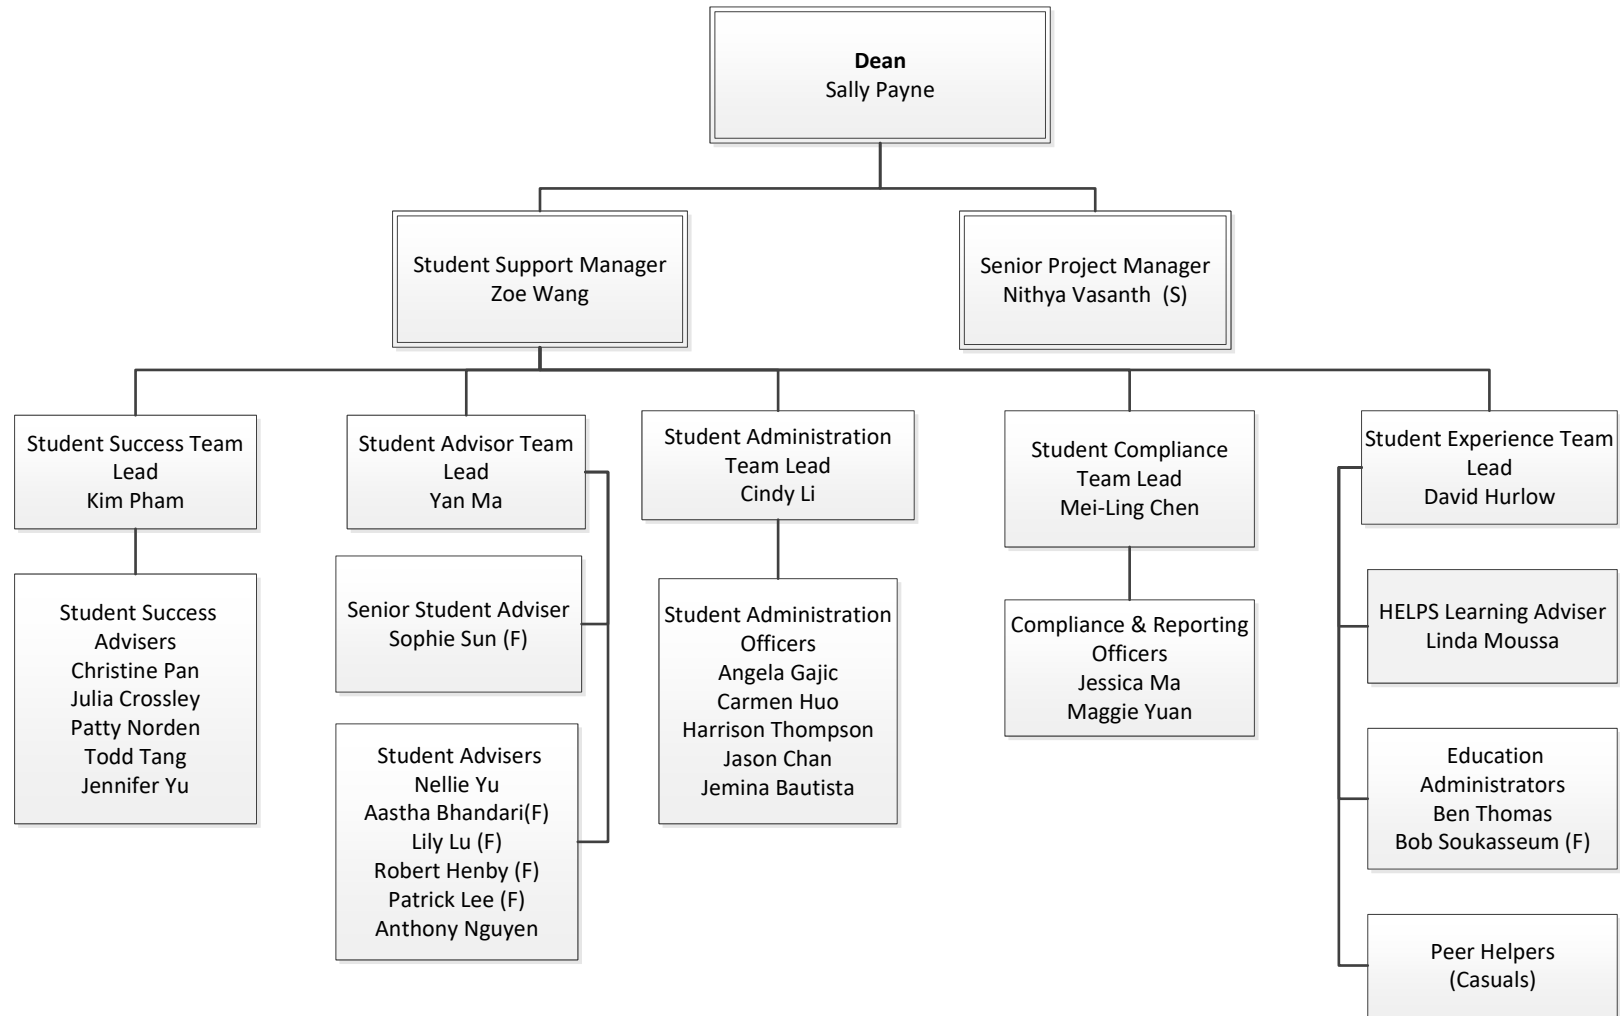 Dean
Sally Payne
Student Support Manager
Zoe Wang
Senior Project Manager
Nithya Vasanth  (S)
Student Success Team
Lead
Kim Pham
Student Advisor Team
Lead
Yan Ma
Student Administration
Team Lead
Cindy Li
Student Compliance
Team Lead
Mei-Ling Chen
Student Experience Team
Lead
David Hurlow
Student Success
Advisers
Christine Pan
Julia Crossley
Patty Norden
Todd Tang
Jennifer Yu
Senior Student Adviser
Sophie Sun (F)
Student Advisers
Nellie Yu
Aastha Bhandari(F)
Lily Lu (F)
Robert Henby (F)
Patrick Lee (F)
Anthony Nguyen
Student Administration
Officers
Angela Gajic
Carmen Huo
Harrison Thompson
Jason Chan
Jemina Bautista
Compliance & Reporting
Officers
Jessica Ma
Maggie Yuan
HELPS Learning Adviser
Linda Moussa
Education
Administrators
Ben Thomas
Bob Soukasseum (F)
Peer Helpers
(Casuals)